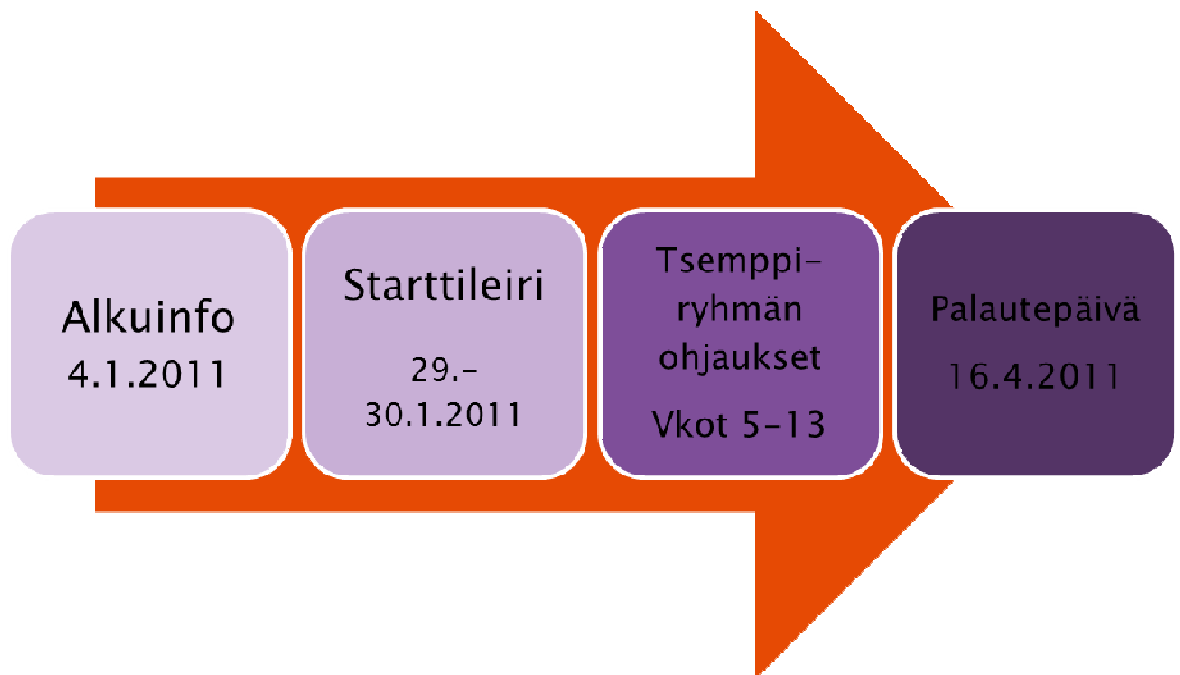 Alkuinfo
4.1.2011
Starttileiri
29.-
30.1.2011
Tsemppi-
ryhmän
ohjaukset
Vkot 5-13
Palautepäivä
16.4.2011